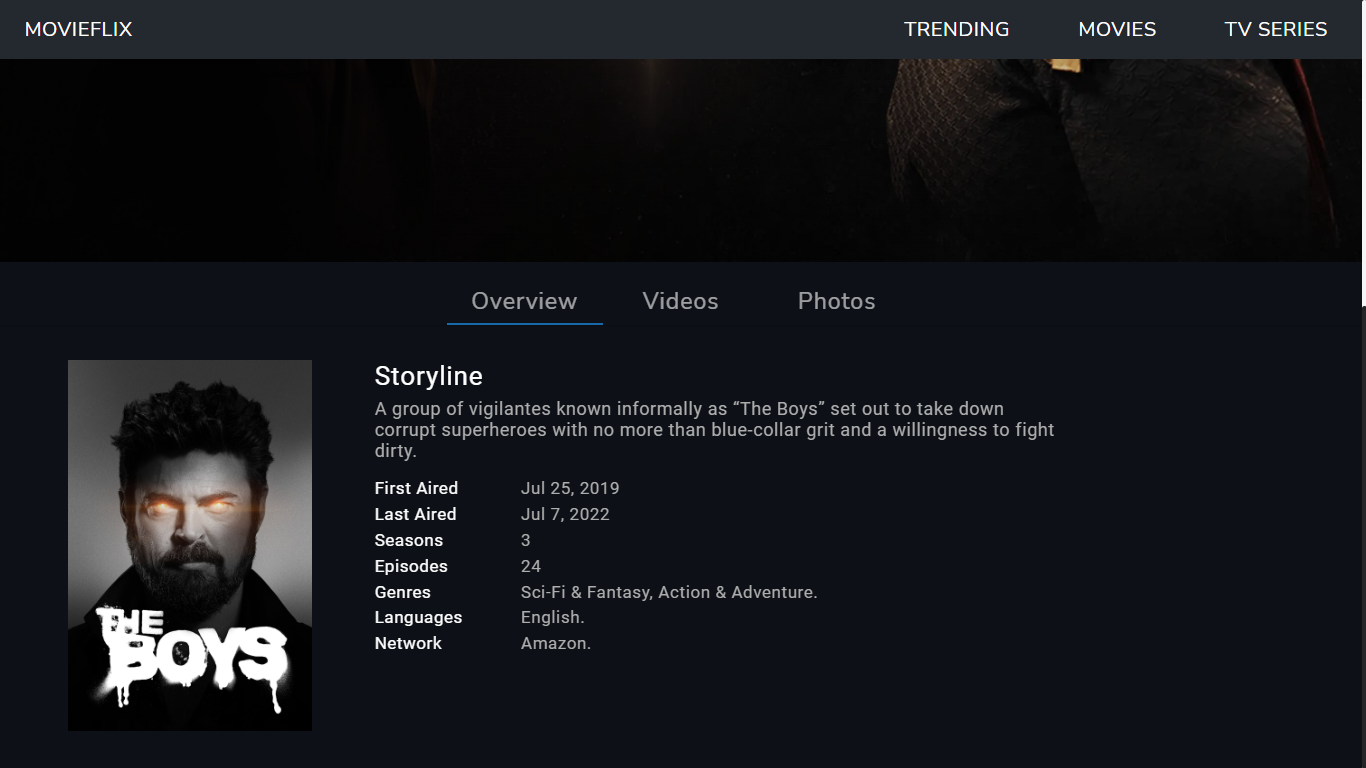 MOVIEFLIX TRENDING MOVIES TV SERIES
Overview Videos Photos
Storyline
A group of vigilantes known informally as “The Boys” set out to take down
corrupt superheroes with no more than blue-collar grit and a willingness to fight
dirty.
First Aired Jul 25, 2019
Last Aired Jul 7, 2022
Seasons 3
Episodes 24
Genres Sci-Fi & Fantasy, Action & Adventure.
Languages English.
Network Amazon.
THE
BOYS